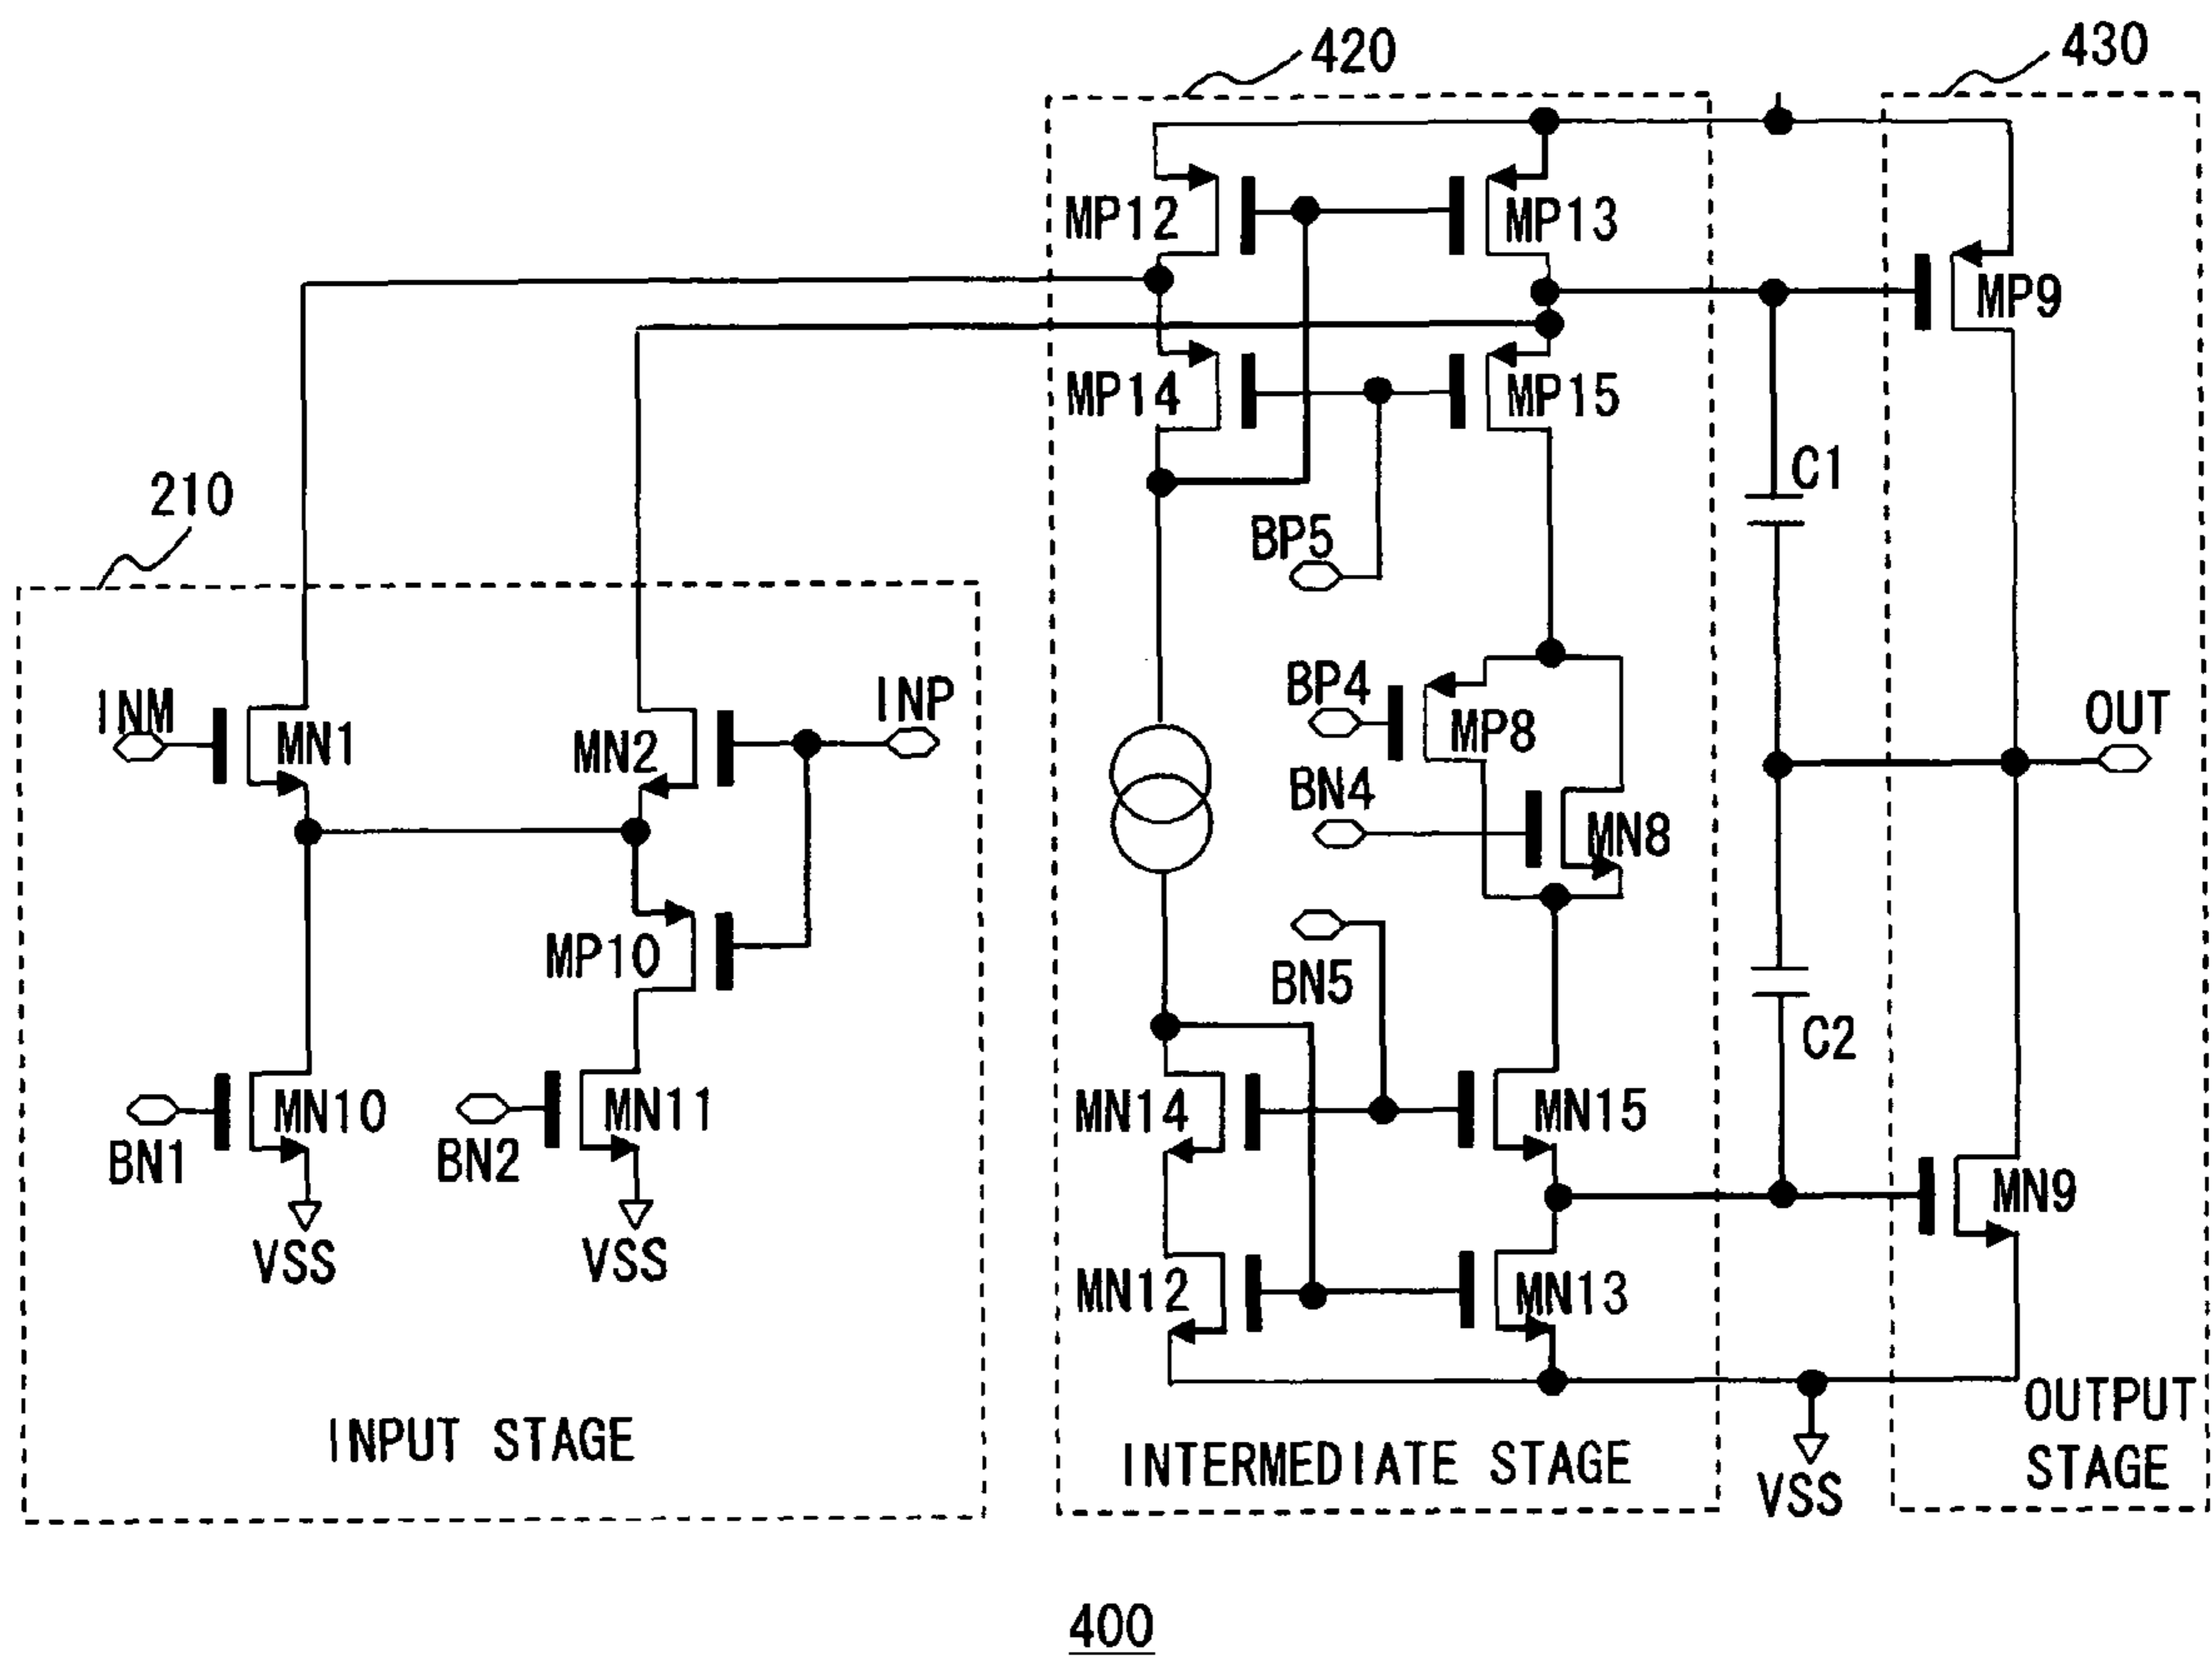 420
430
MP12
MP13
MP9
MP14
MP15
C1
210
BP5
INM
MN1
MN2
INP
BP4
MP8
OUT
BN4
MN8
MP10
BN5
C2
MN10
BN1
MN11
BN2
MN14
MN15
MN9
VSS
VSS
MN12
MN13
INPUT STAGE
INTERMEDIATE STAGE
VSS
OUTPUT
STAGE
400